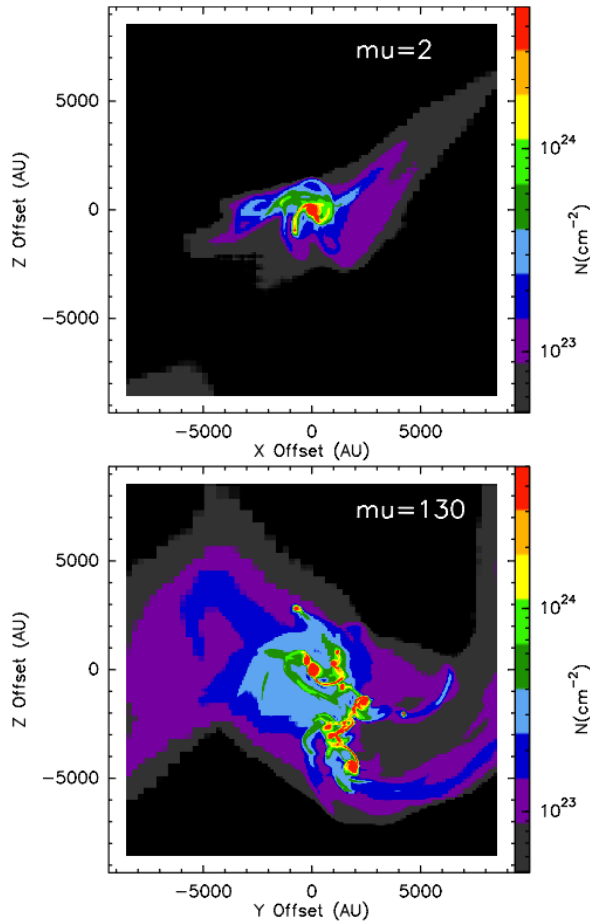 mu=2
5000
0
−5000
Z Offset (AU)
−5000 0 5000
X Offset (AU)
10^24
10^23
N(cm^-2)
mu=130
5000
0
−5000
Z Offset (AU)
−5000 0 5000
Y Offset (AU)
10^24
10^23
N(cm^-2)